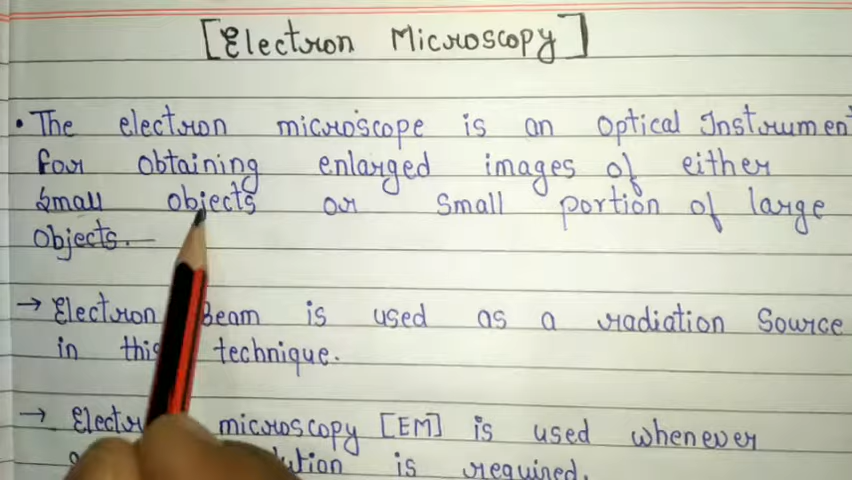 [Electron Microscopy]
• The electron microscope is an optical Instrument
for obtaining enlarged images of either
small objects or small portion of large
objects.
→ Electron Beam is used as a radiation Source
in this technique.
→ microscopy [EM] is used whenever
is required.